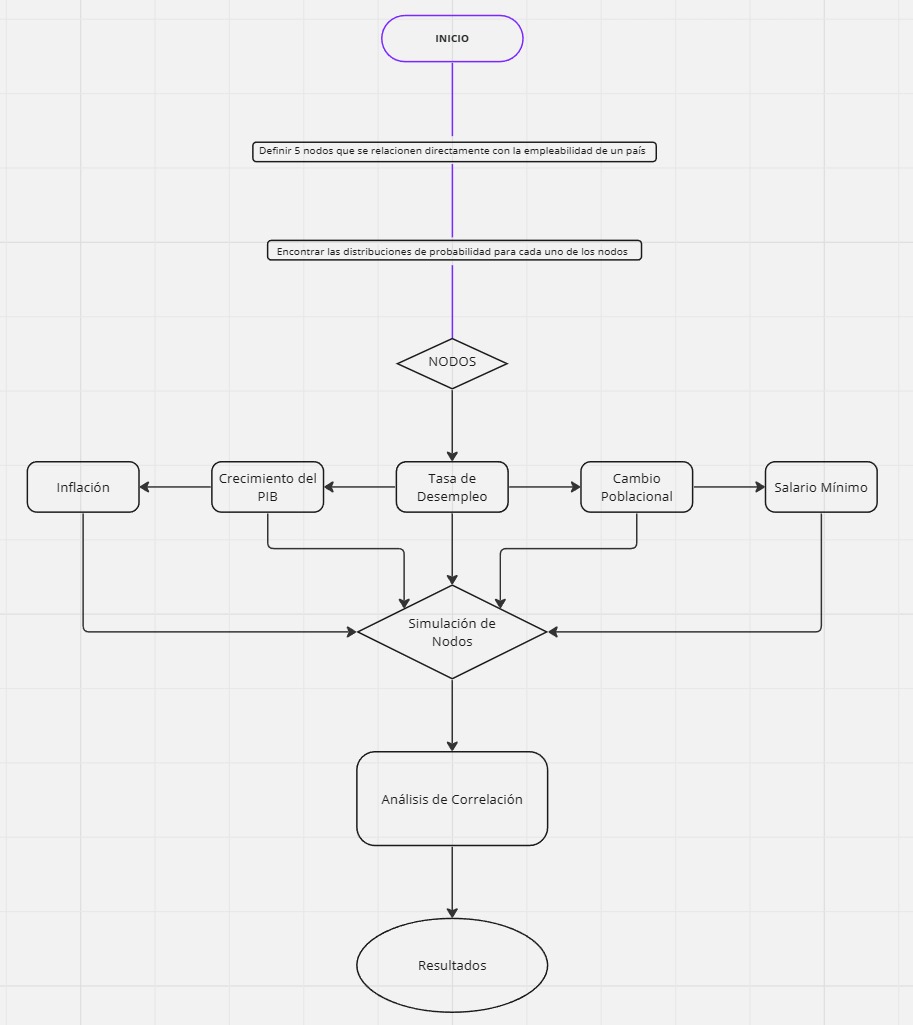 INICIO
Definir 5 nodos que se relacionen directamente con la empleabilidad de un país
Encontrar las distribuciones de probabilidad para cada uno de los nodos
NODOS
Inflación
Crecimiento del
PIB
Tasa de
Desempleo
Cambio
Poblacional
Salario Mínimo
Simulación de
Nodos
Análisis de Correlación
Resultados